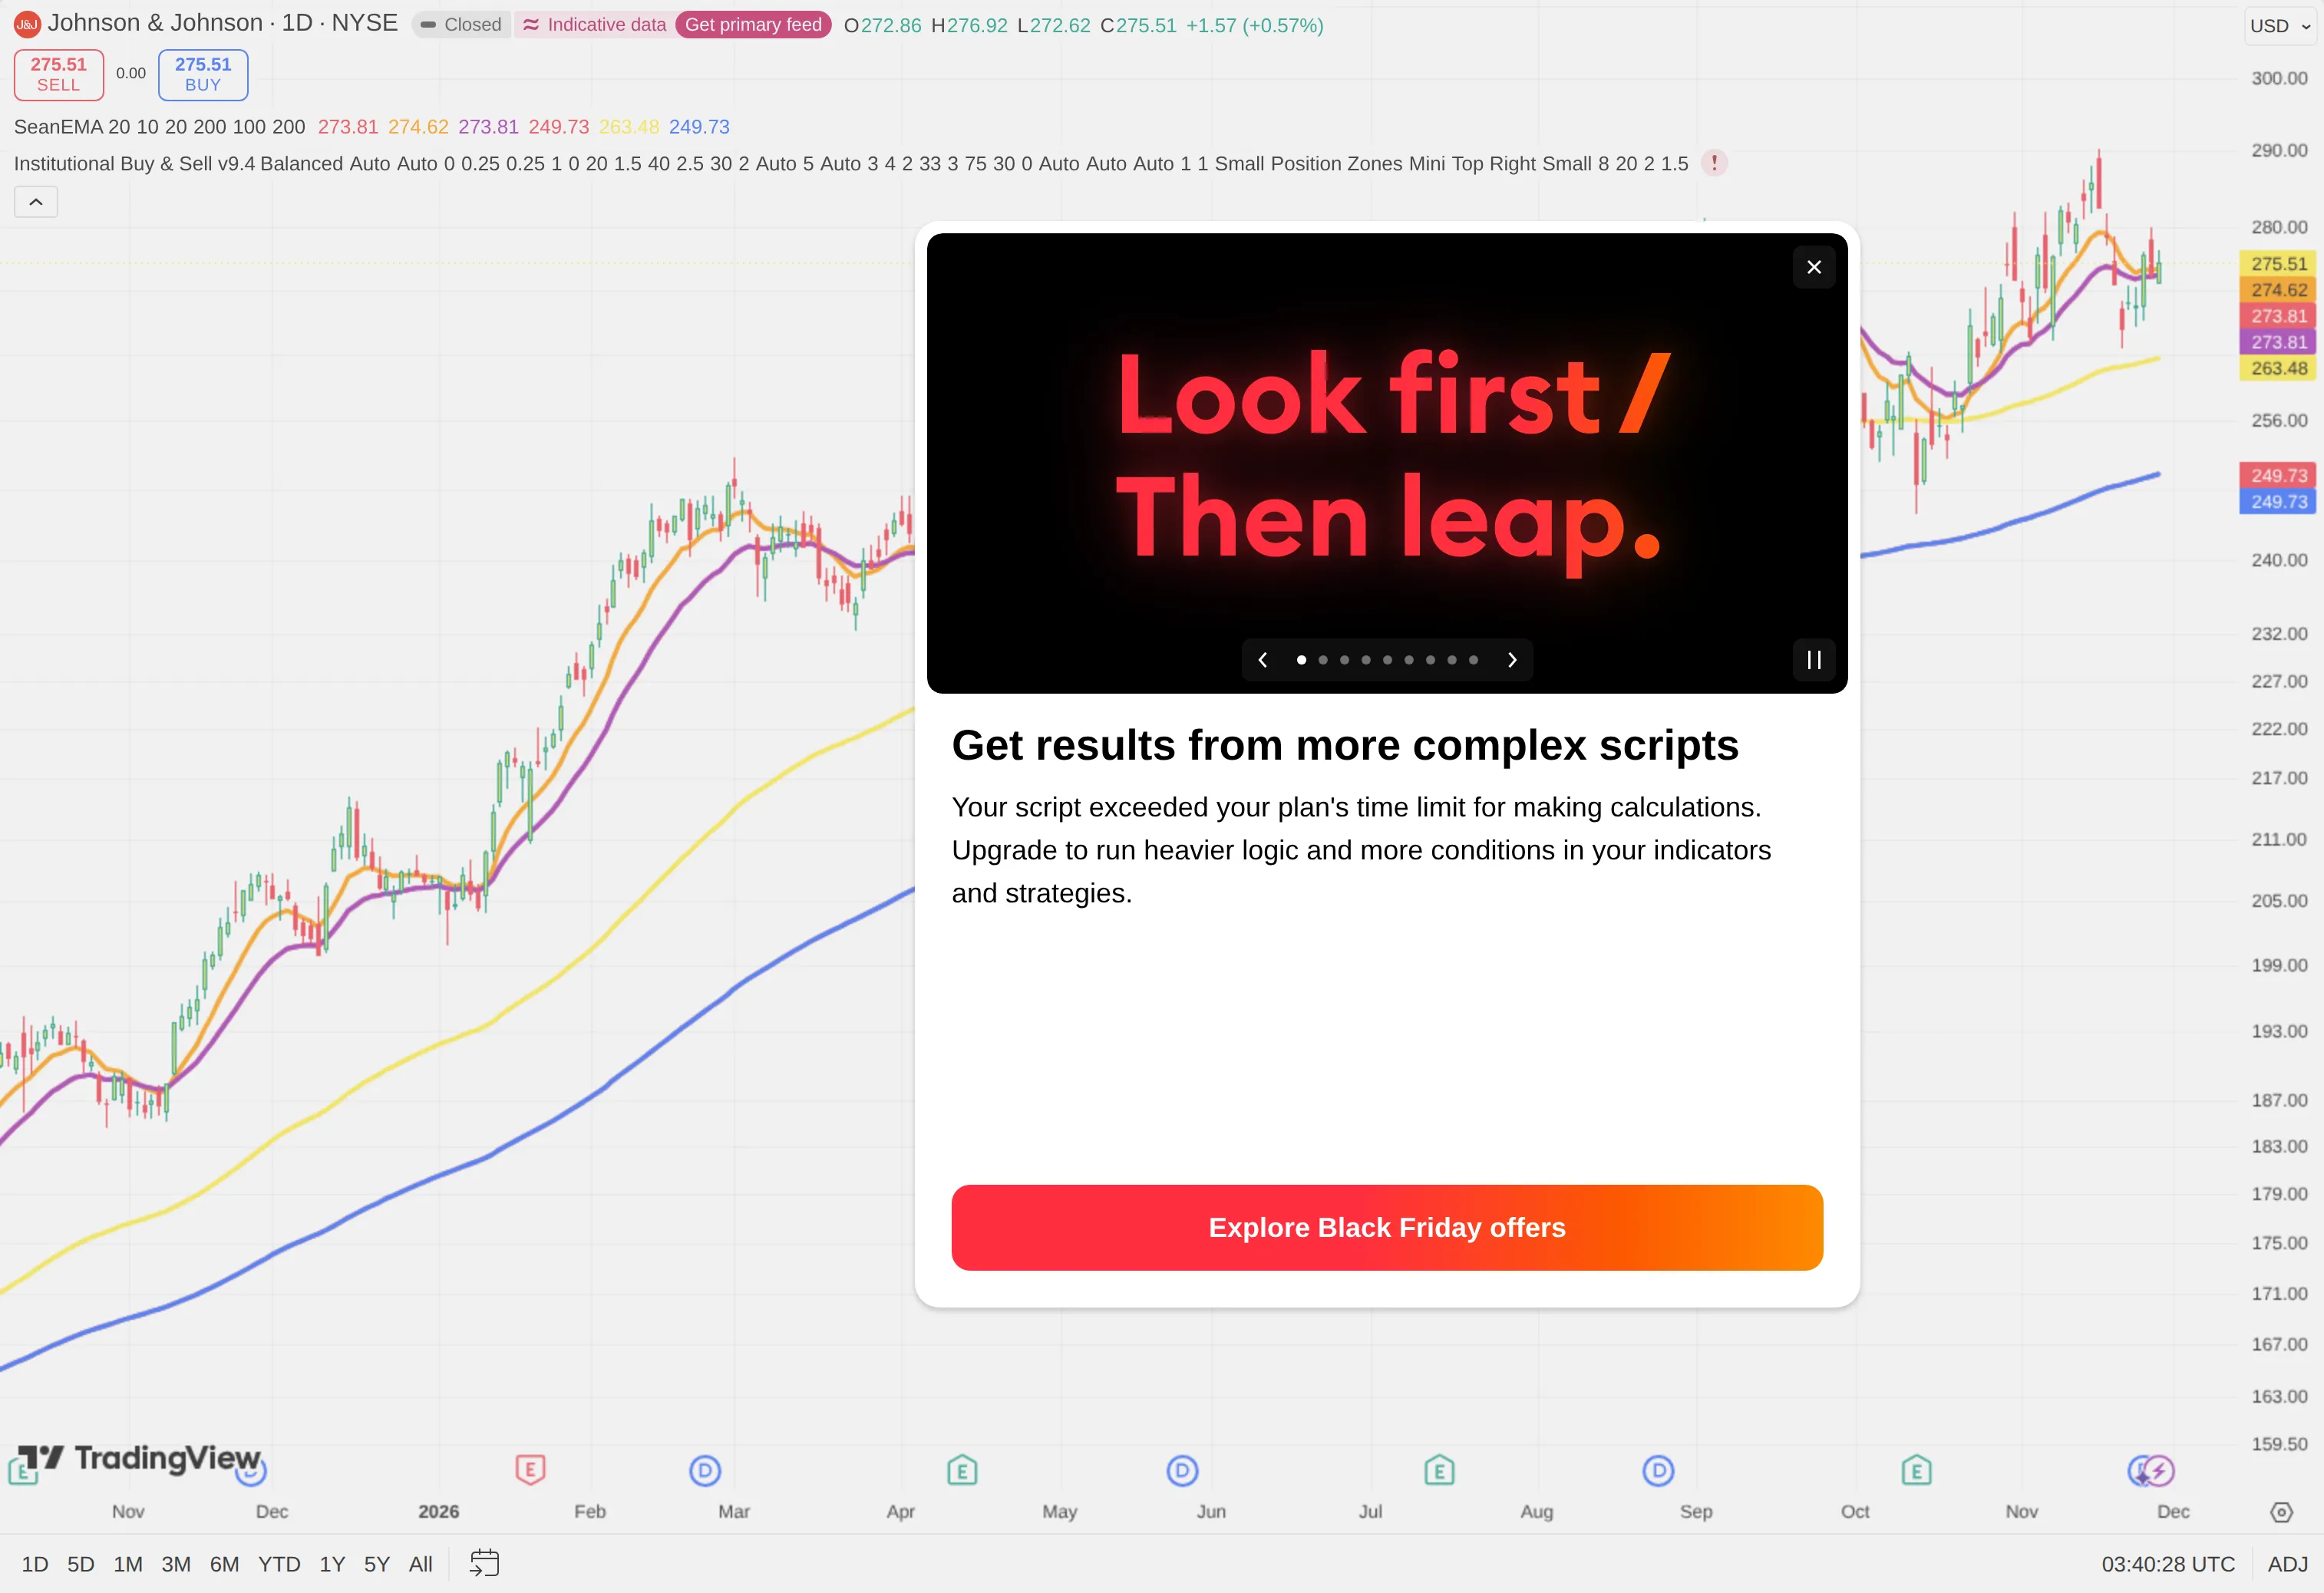 J&J Johnson & Johnson · 1D · NYSE Closed Indicative data Get primary feed O272.86 H276.92 L272.62 C275.51 +1.57 (+0.57%) USD
275.51 SELL 0.00 275.51 BUY
SeanEMA 20 10 20 200 100 200 273.81 274.62 273.81 249.73 263.48 249.73
Institutional Buy & Sell v9.4 Balanced Auto Auto 0 0.25 0.25 1 0 20 1.5 40 2.5 30 2 Auto 5 Auto 3 4 2 33 3 75 30 0 Auto Auto Auto 1 1 Small Position Zones Mini Top Right Small 8 20 2 1.5 !
Look first /
Then leap.
Get results from more complex scripts
Your script exceeded your plan's time limit for making calculations.
Upgrade to run heavier logic and more conditions in your indicators
and strategies.
Explore Black Friday offers
300.00
290.00
280.00
275.51
274.62
273.81
273.81
263.48
256.00
249.73
249.73
240.00
232.00
227.00
222.00
217.00
211.00
205.00
199.00
193.00
187.00
183.00
179.00
175.00
171.00
167.00
163.00
159.50
TradingView
E D E D E D E D E
Nov Dec 2026 Feb Mar Apr May Jun Jul Aug Sep Oct Nov Dec
1D 5D 1M 3M 6M YTD 1Y 5Y All 03:40:28 UTC ADJ